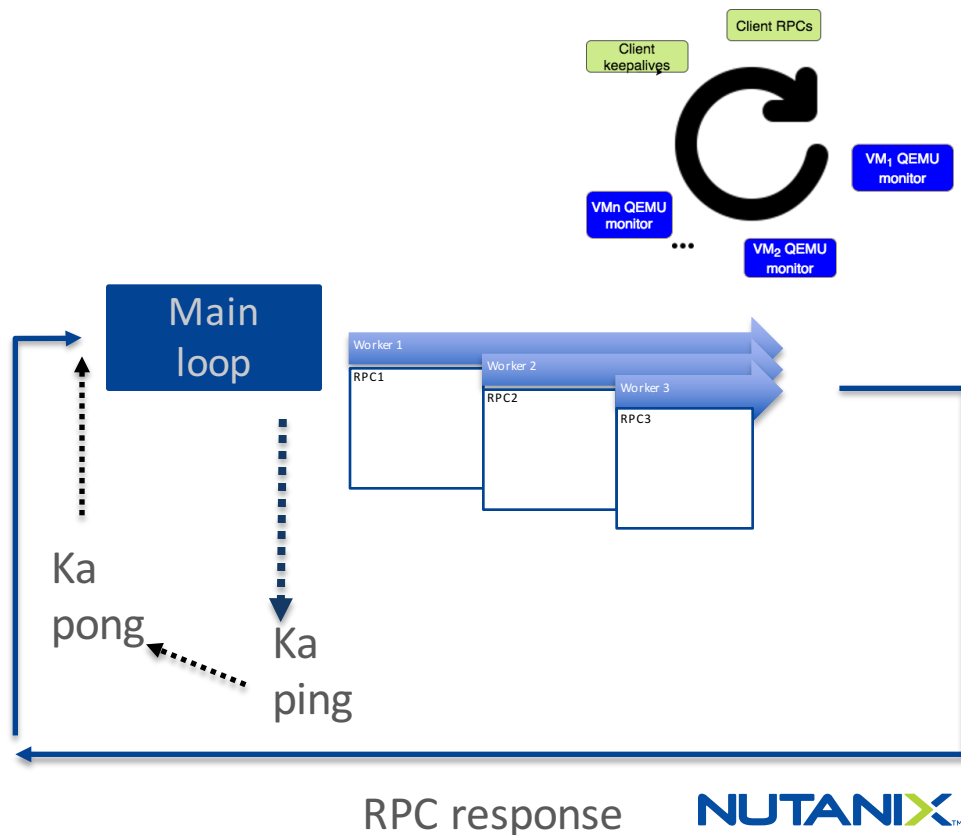 Client RPCs
Client
keepalives
VM₁ QEMU
monitor
VMn QEMU
monitor
...
VM₂ QEMU
monitor
Main
loop
Worker 1
Worker 2
Worker 3
RPC1
RPC2
RPC3
Ka
pong
Ka
ping
RPC response
NUTANIX™